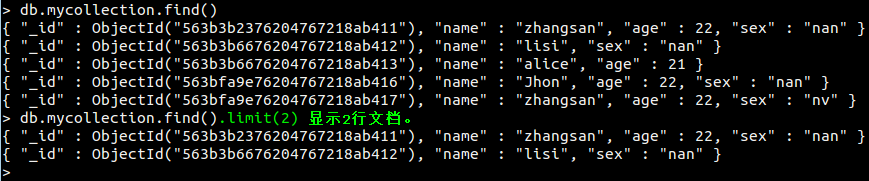 > db.mycollection.find()
{ "_id" : ObjectId("563b3b2376204767218ab411"), "name" : "zhangsan", "age" : 22, "sex" : "nan" }
{ "_id" : ObjectId("563b3b6676204767218ab412"), "name" : "lisi", "sex" : "nan" }
{ "_id" : ObjectId("563b3b6676204767218ab413"), "name" : "alice", "age" : 21 }
{ "_id" : ObjectId("563bfa9e76204767218ab416"), "name" : "Jhon", "age" : 22, "sex" : "nan" }
{ "_id" : ObjectId("563bfa9e76204767218ab417"), "name" : "zhangsan", "age" : 22, "sex" : "nv" }
> db.mycollection.find().limit(2) 显示2行文档。
{ "_id" : ObjectId("563b3b2376204767218ab411"), "name" : "zhangsan", "age" : 22, "sex" : "nan" }
{ "_id" : ObjectId("563b3b6676204767218ab412"), "name" : "lisi", "sex" : "nan" }
>